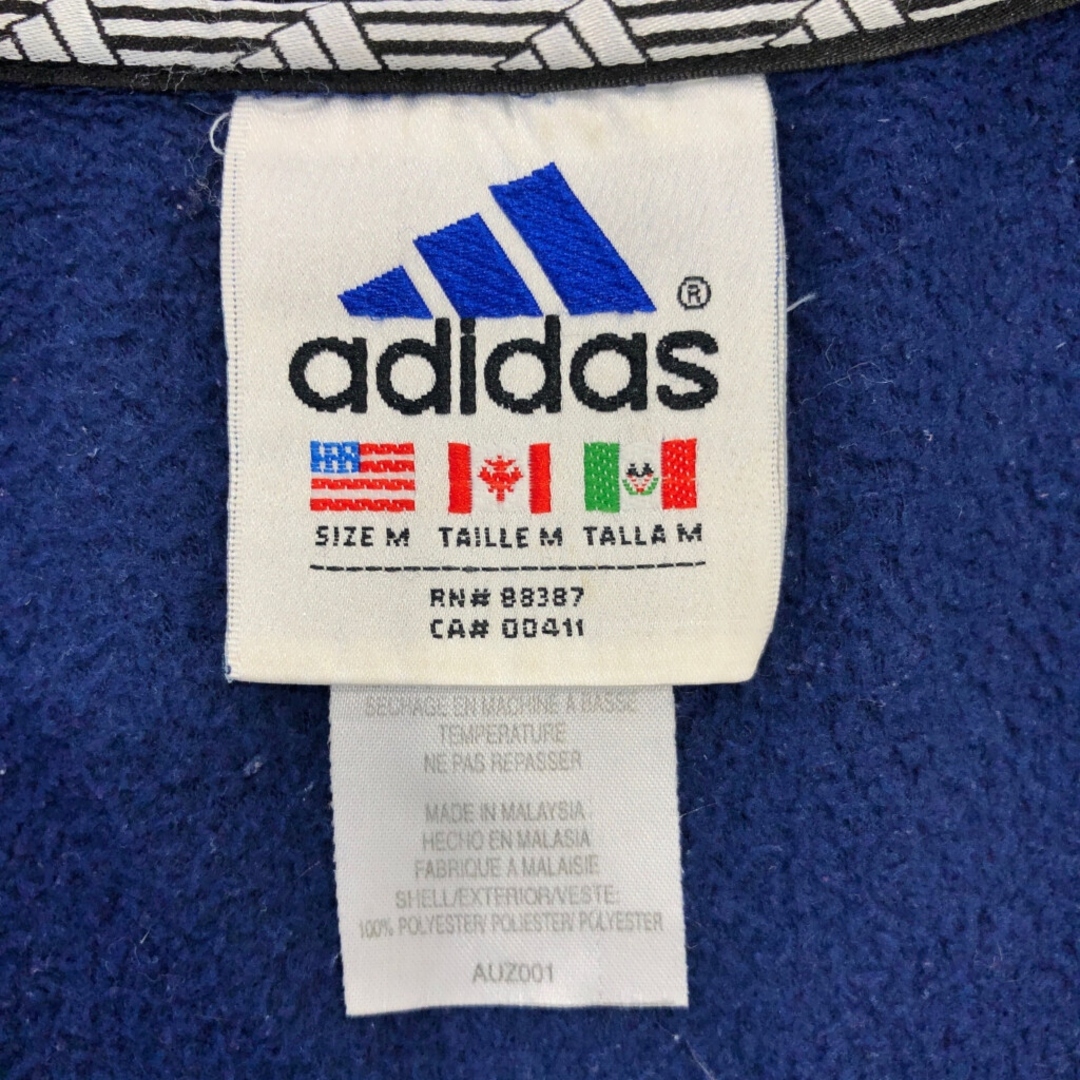 ®
adidas
SIZE M TAILLE M TALLA M
RN# 88387
CA# 00411
SECHAGE EN MACHINE A BASSE
TEMPERATURE
NE PAS REPASSER
MADE IN MALAYSIA
HECHO EN MALASIA
FABRIQUE A MALAISIE
SHELL/EXTERIOR/VESTE:
100% POLYESTER/ POLIESTER/ POLYESTER
AUZ001